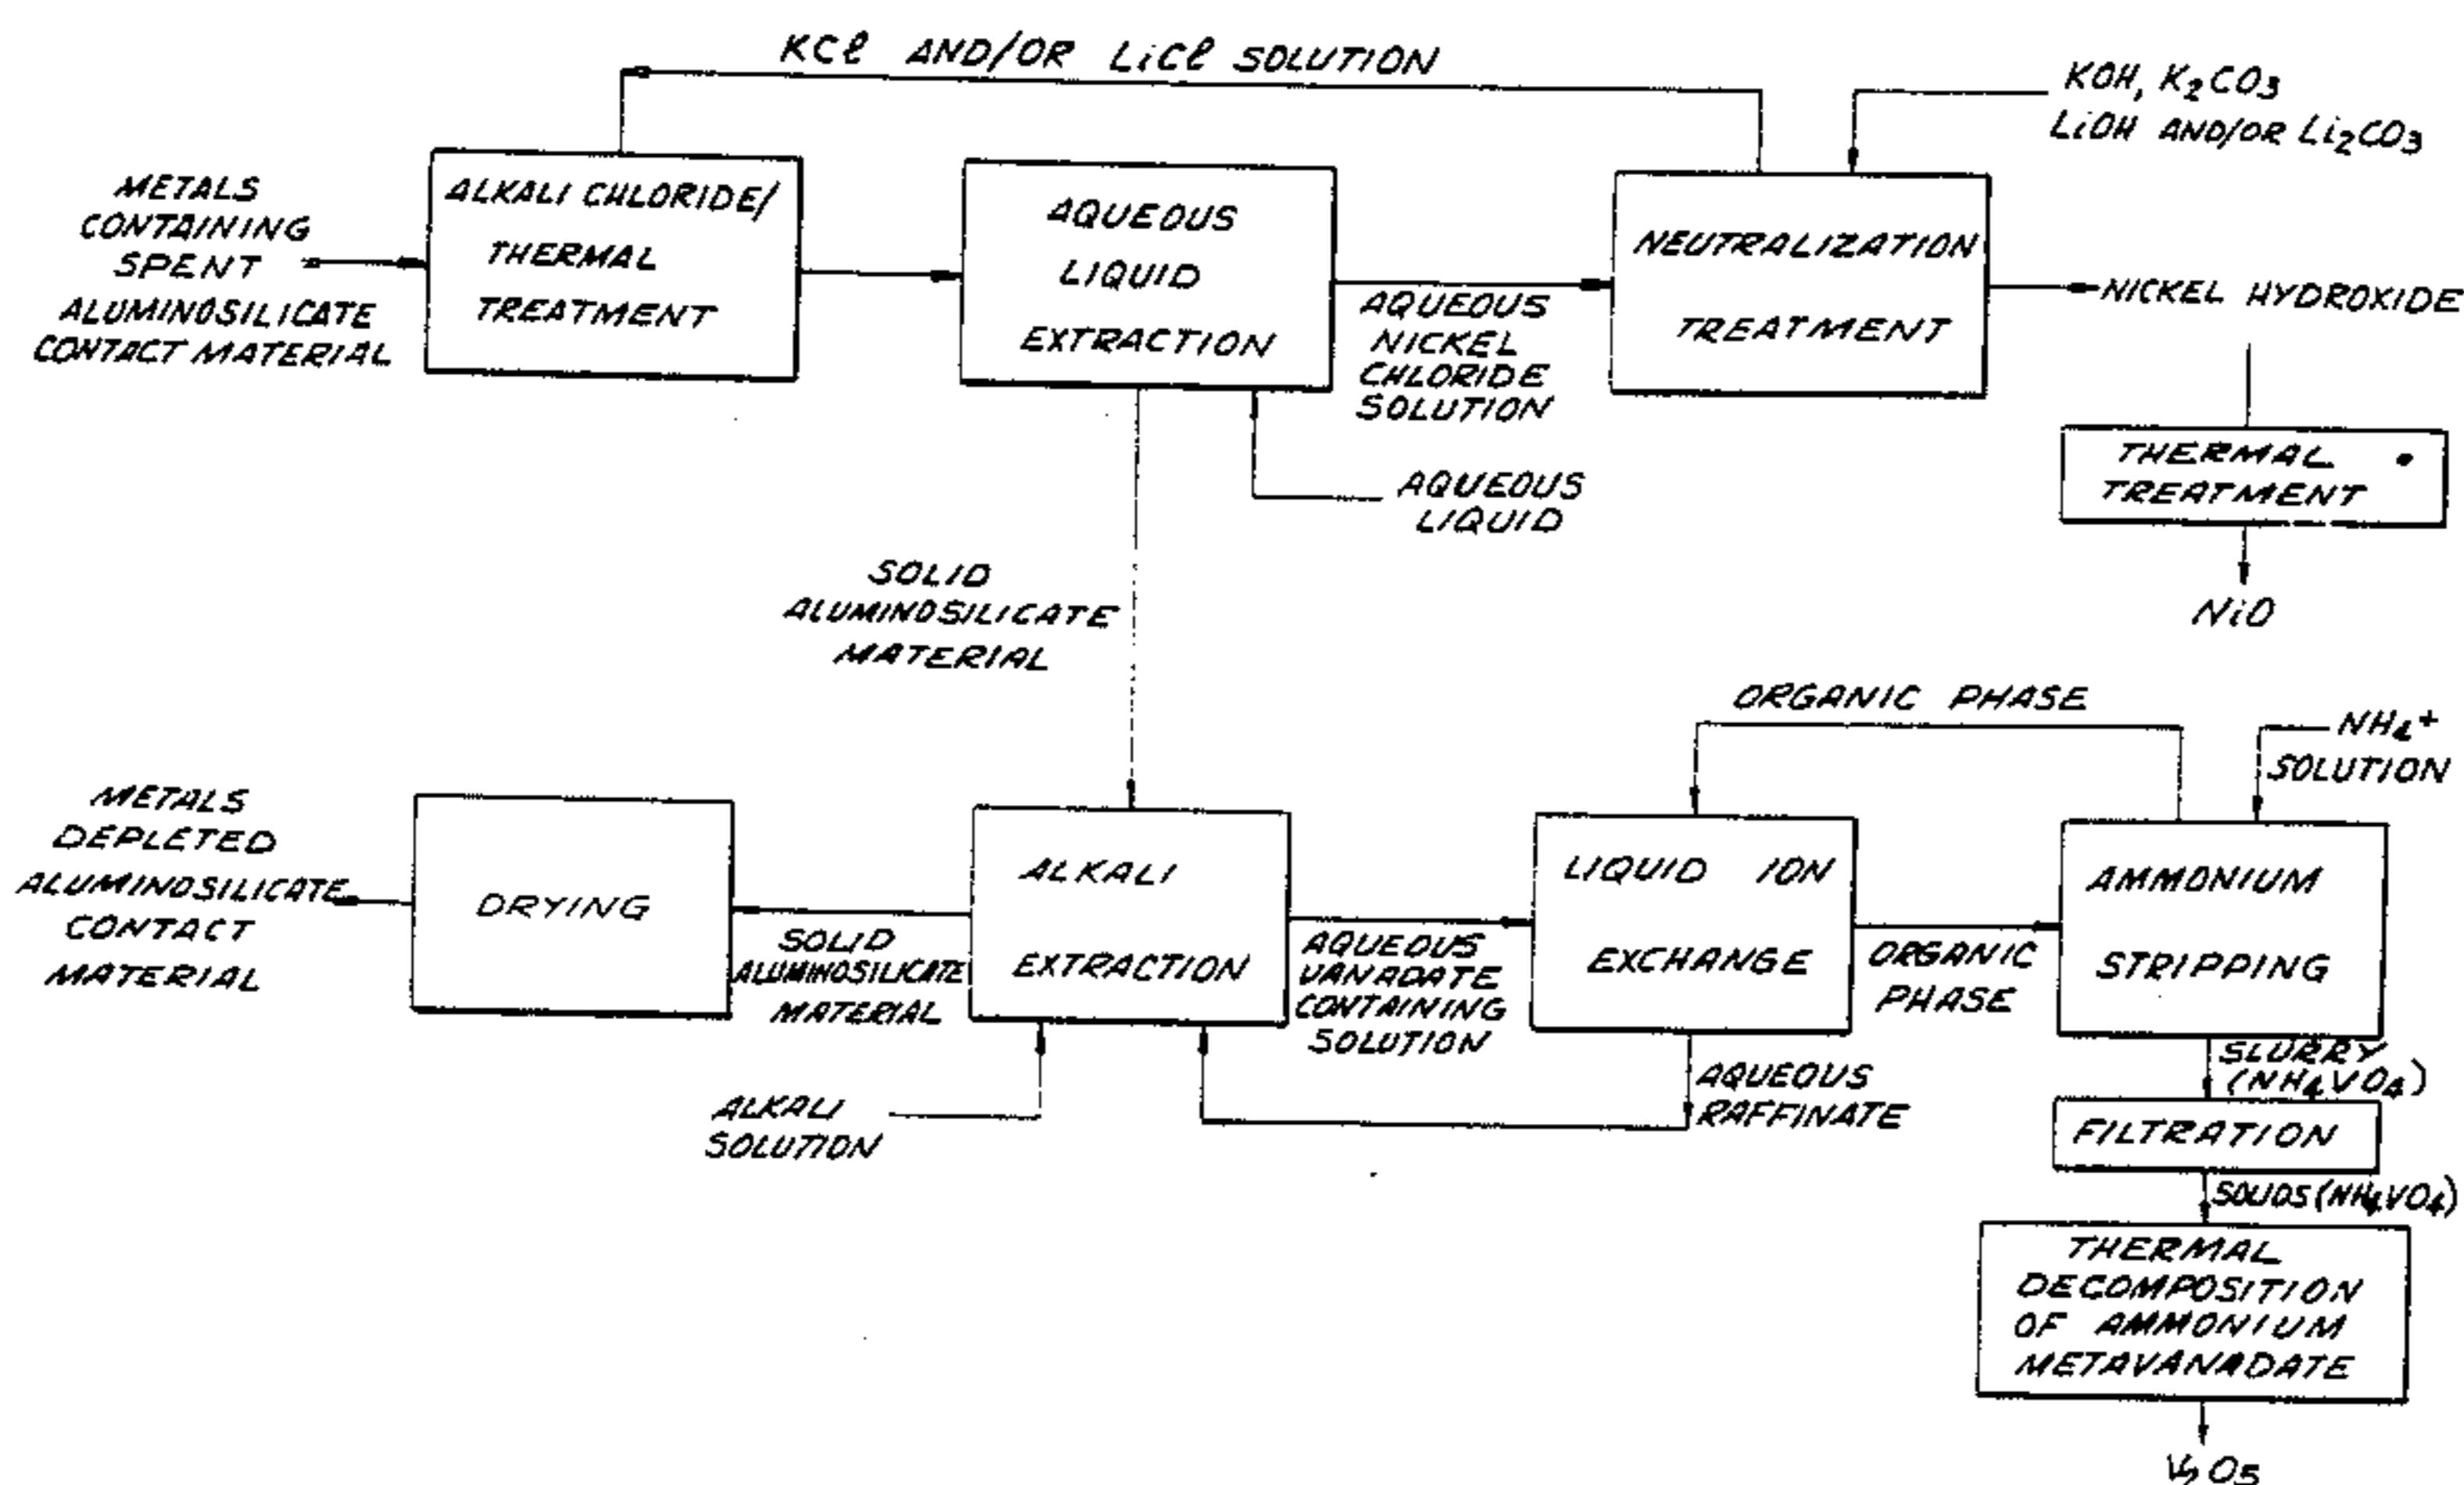 KCl AND/OR LiCl SOLUTION
KOH, K2CO3
LiOH AND/OR Li2CO3
METALS
CONTAINING
SPENT
ALUMINOSILICATE
CONTACT MATERIAL
ALKALI CHLORIDE/
THERMAL
TREATMENT
AQUEOUS
LIQUID
EXTRACTION
AQUEOUS
NICKEL
CHLORIDE
SOLUTION
NEUTRALIZATION
TREATMENT
NICKEL HYDROXIDE
AQUEOUS
LIQUID
THERMAL
TREATMENT
NiO
SOLID
ALUMINOSILICATE
MATERIAL
ORGANIC PHASE
NH4+
SOLUTION
METALS
DEPLETED
ALUMINOSILICATE
CONTACT
MATERIAL
DRYING
SOLID
ALUMINOSILICATE
MATERIAL
ALKALI
EXTRACTION
AQUEOUS
VANADATE
CONTAINING
SOLUTION
LIQUID ION
EXCHANGE
ORGANIC
PHASE
AMMONIUM
STRIPPING
ALKALI
SOLUTION
AQUEOUS
RAFFINATE
SLURRY
(NH4VO4)
FILTRATION
SOLIDS (NH4VO4)
THERMAL
DECOMPOSITION
OF AMMONIUM
METAVANADATE
V2O5